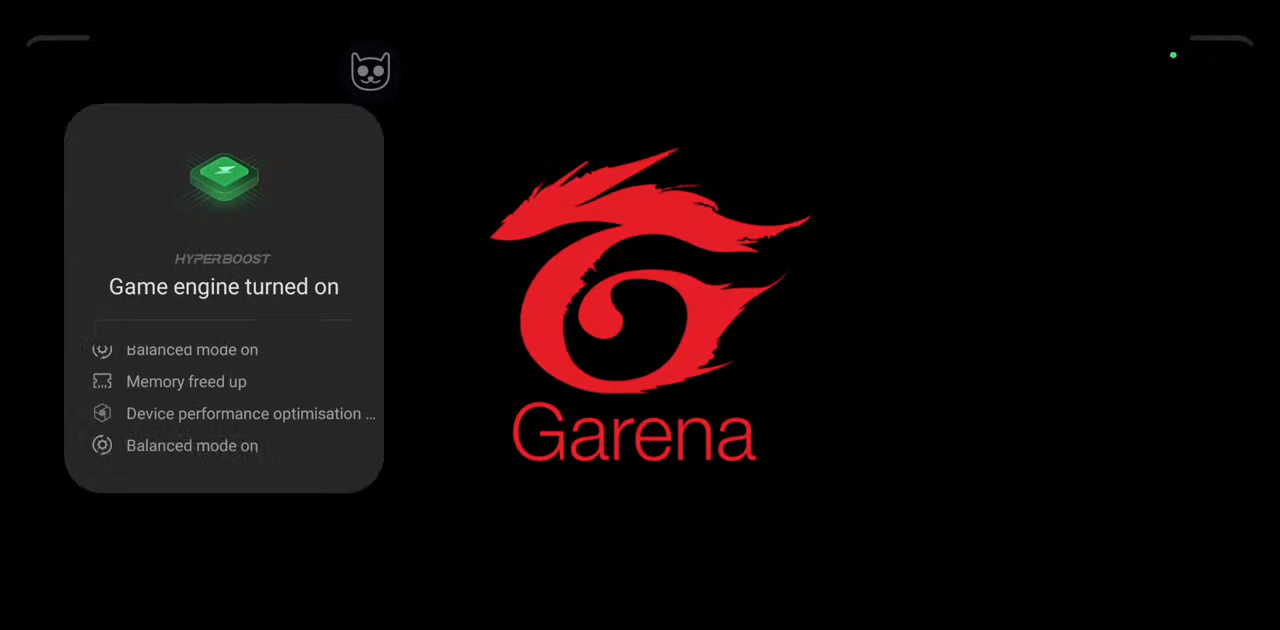 HYPERBOOST
Game engine turned on
Balanced mode on
Memory freed up
Device performance optimisation ...
Balanced mode on
Garena